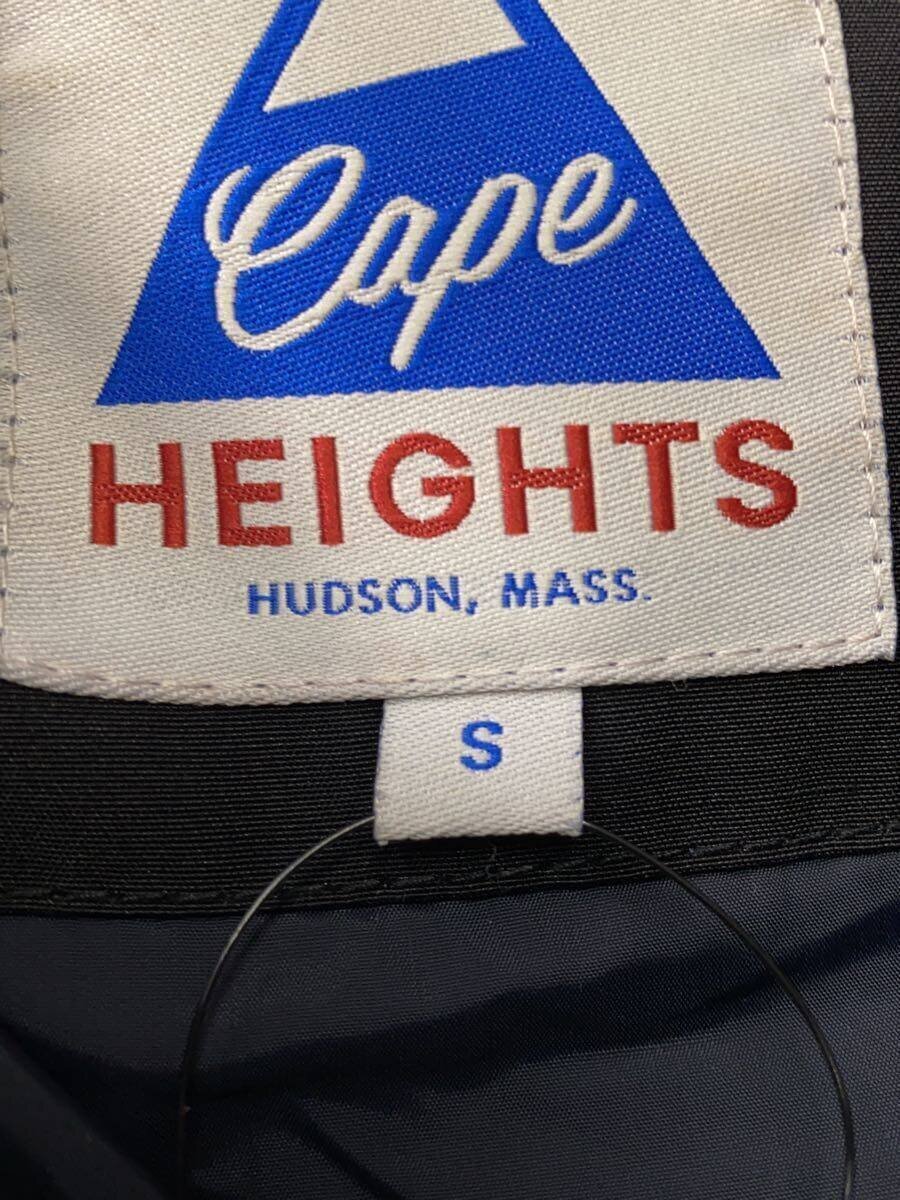 Cape
HEIGHTS
HUDSON, MASS.
S